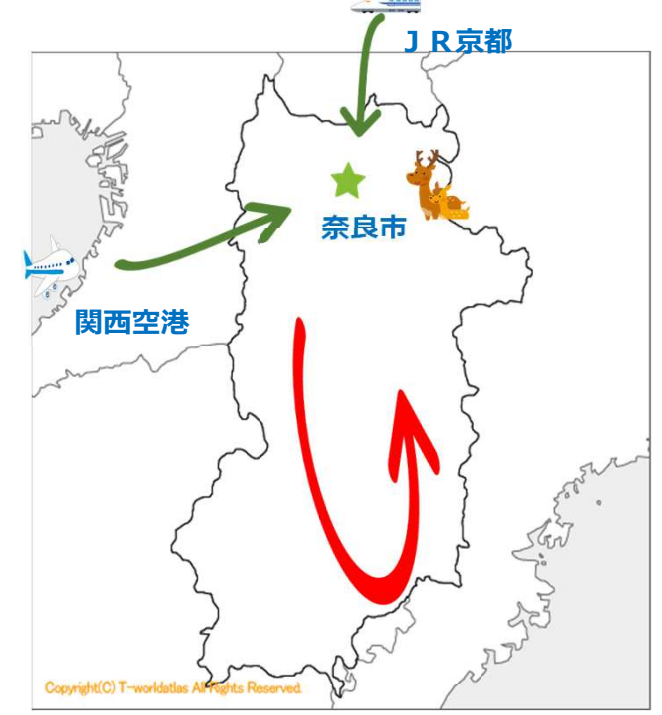 ＪＲ京都
奈良市
関西空港
Copyright(C) T-worldatlas All Rights Reserved.